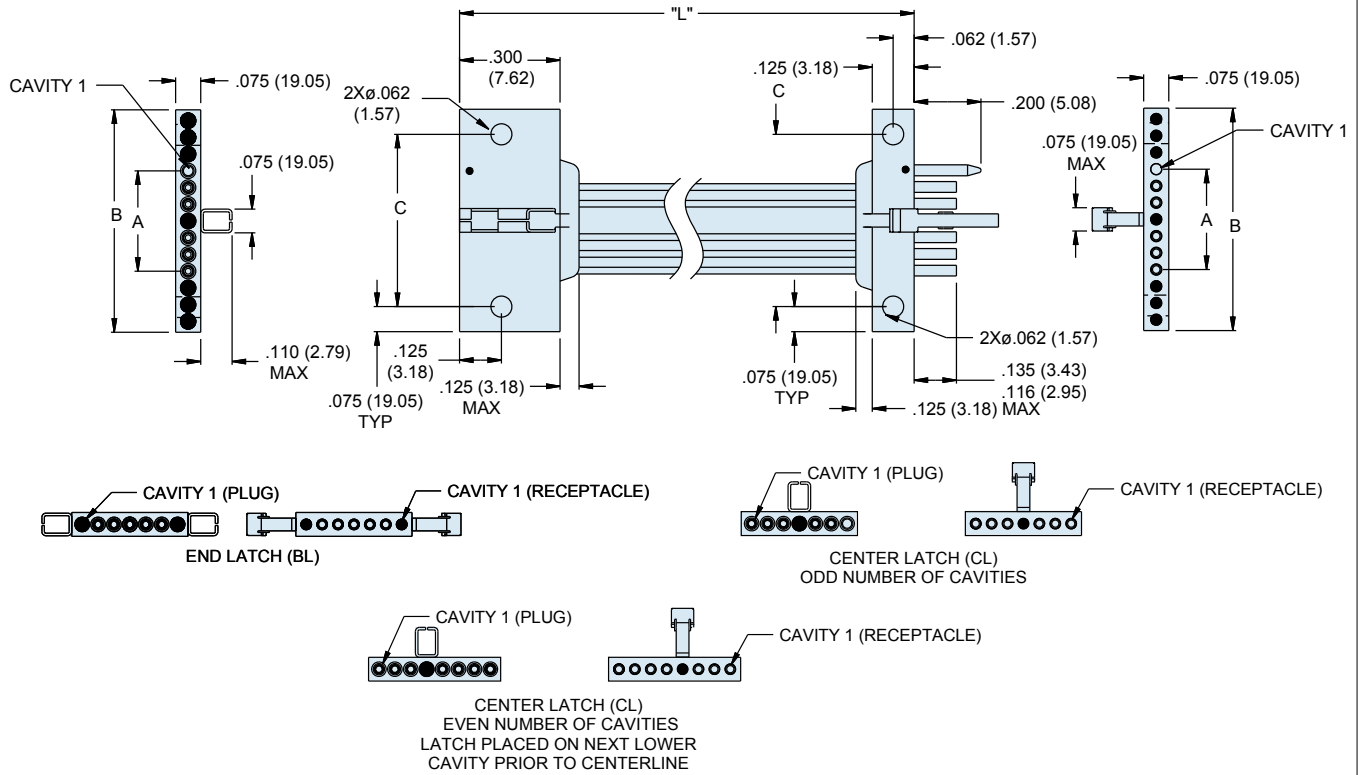 "L"
.062 (1.57)
.300
(7.62)
.125 (3.18)
C
.075 (19.05)
CAVITY 1
2Xø.062
(1.57)
.200 (5.08)
.075 (19.05)
CAVITY 1
.075 (19.05)
.075 (19.05)
MAX
B
A
C
A
B
.110 (2.79)
MAX
.125
(3.18)
.075 (19.05)
TYP
.125 (3.18)
MAX
.075 (19.05)
TYP
2Xø.062 (1.57)
.135 (3.43)
.116 (2.95)
.125 (3.18) MAX
CAVITY 1 (PLUG)
CAVITY 1 (RECEPTACLE)
END LATCH (BL)
CAVITY 1 (PLUG)
CAVITY 1 (RECEPTACLE)
CENTER LATCH (CL)
ODD NUMBER OF CAVITIES
CAVITY 1 (PLUG)
CAVITY 1 (RECEPTACLE)
CENTER LATCH (CL)
EVEN NUMBER OF CAVITIES
LATCH PLACED ON NEXT LOWER
CAVITY PRIOR TO CENTERLINE